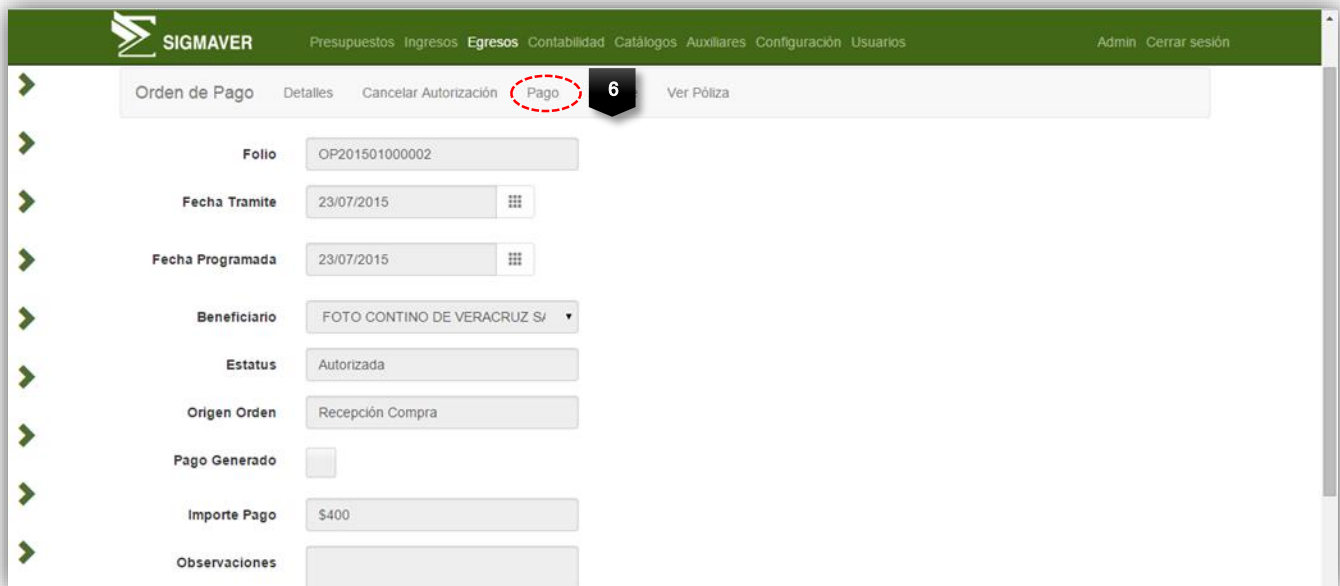 SIGMAVER Presupuestos Ingresos Egresos Contabilidad Catálogos Auxiliares Configuración Usuarios Admin Cerrar sesión
Orden de Pago Detalles Cancelar Autorización Pago 6 Ver Póliza
Folio OP201501000002
Fecha Tramite 23/07/2015
Fecha Programada 23/07/2015
Beneficiario FOTO CONTINO DE VERACRUZ
Estatus Autorizada
Origen Orden Recepción Compra
Pago Generado
Importe Pago $400
Observaciones